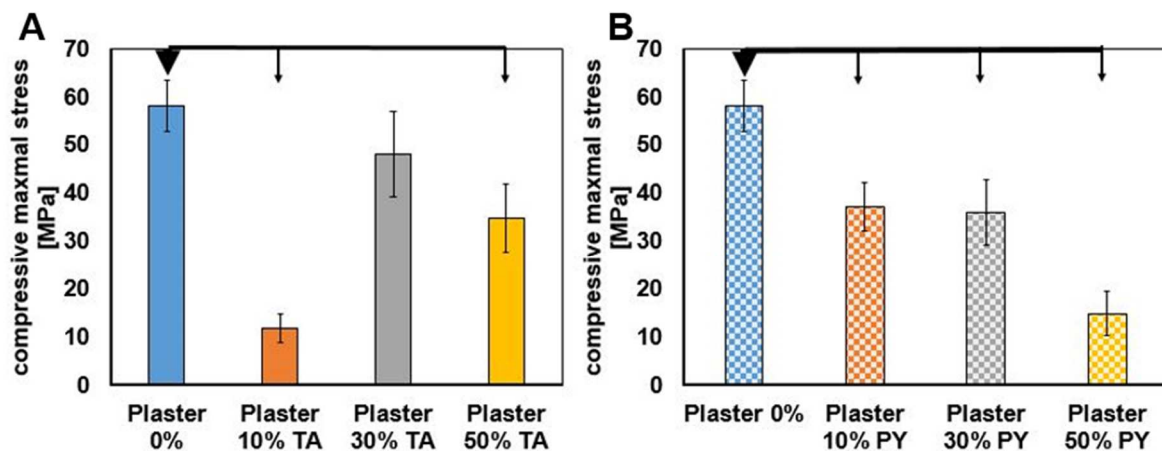 A
compressive maxmal stress
[MPa]
70
60
50
40
30
20
10
0
Plaster
0%
Plaster
10% TA
Plaster
30% TA
Plaster
50% TA
B
compressive maxmal stress
[MPa]
70
60
50
40
30
20
10
0
Plaster 0%
Plaster
10% PY
Plaster
30% PY
Plaster
50% PY